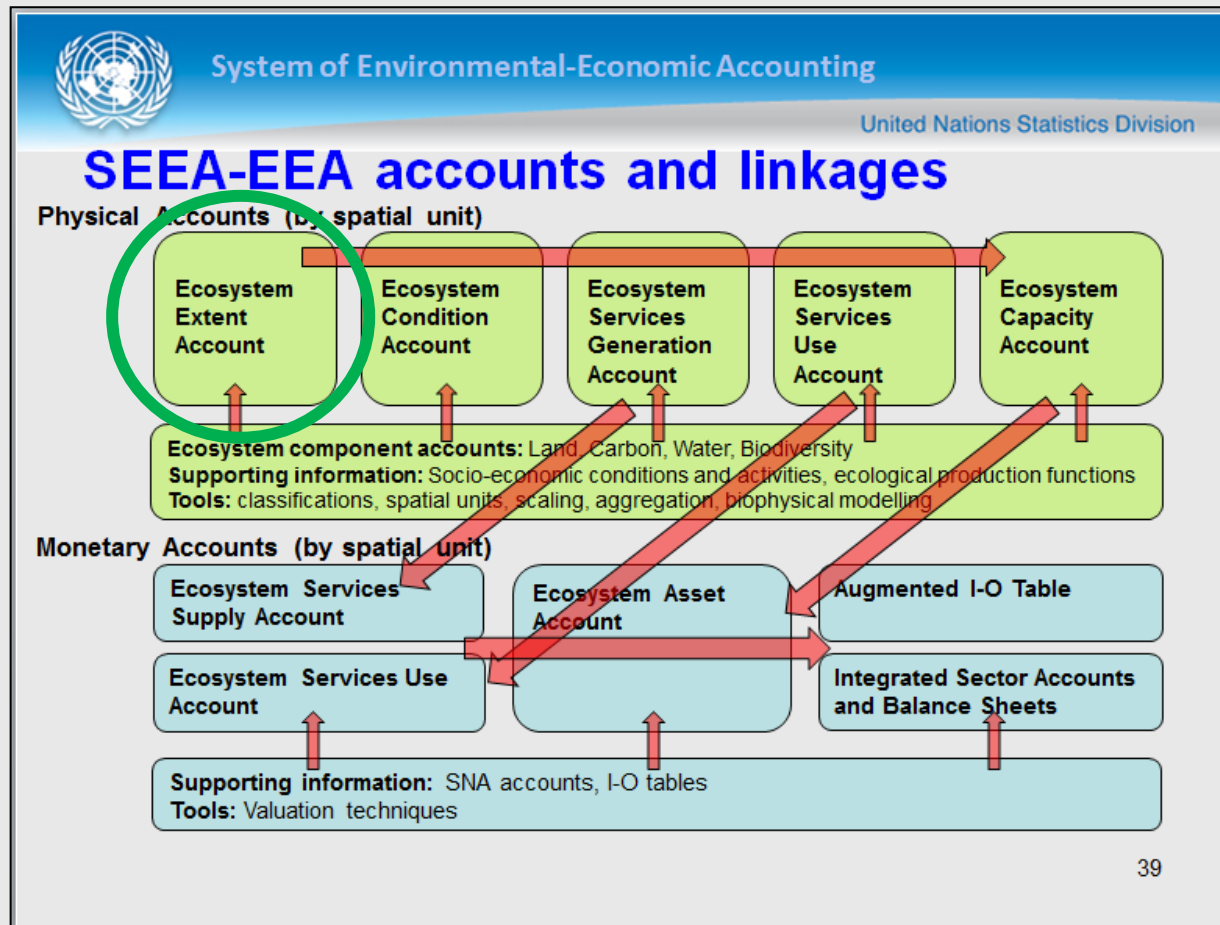 System of Environmental-Economic Accounting
United Nations Statistics Division
SEEA-EEA accounts and linkages
Physical Accounts (by spatial unit)
Ecosystem
Extent
Account
Ecosystem
Condition
Account
Ecosystem
Services
Generation
Account
Ecosystem
Services
Use
Account
Ecosystem
Capacity
Account
Ecosystem component accounts: Land, Carbon, Water, Biodiversity
Supporting information: Socio-economic conditions and activities, ecological production functions
Tools: classifications, spatial units, scaling, aggregation, biophysical modelling
Monetary Accounts (by spatial unit)
Ecosystem Services
Supply Account
Ecosystem Services Use
Account
Ecosystem Asset
Account
Augmented I-O Table
Integrated Sector Accounts
and Balance Sheets
Supporting information: SNA accounts, I-O tables
Tools: Valuation techniques
39